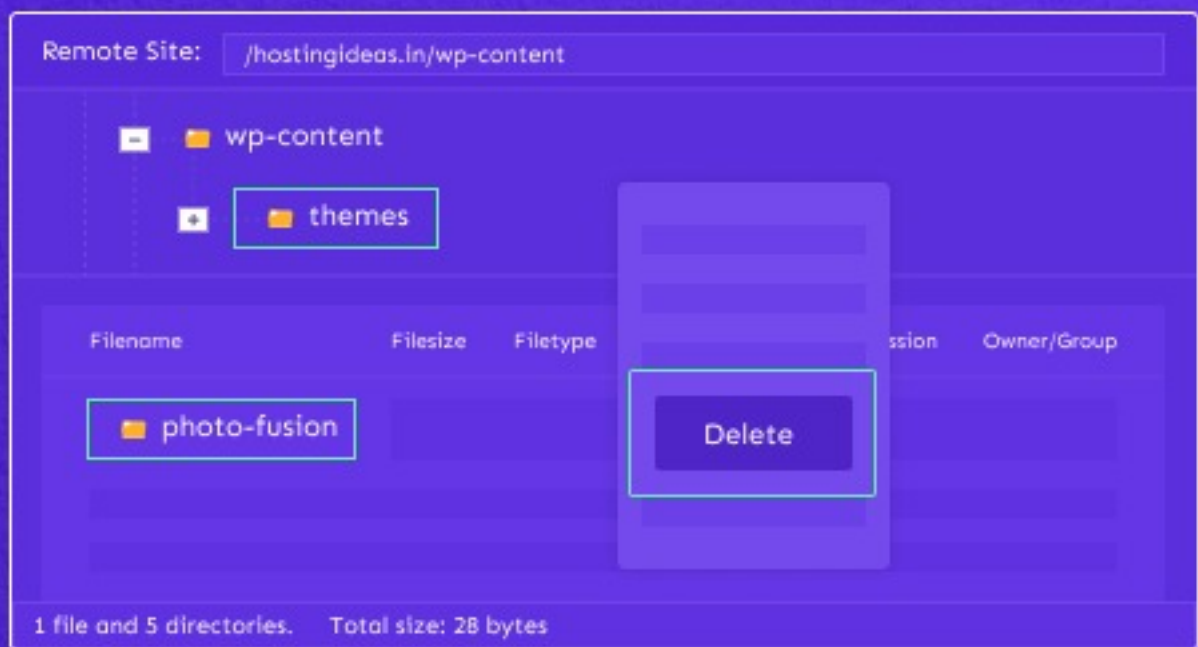 Remote Site: /hostingideas.in/wp-content
wp-content
themes
Filename Filesize Filetype ssion Owner/Group
photo-fusion
Delete
1 file and 5 directories. Total size: 28 bytes